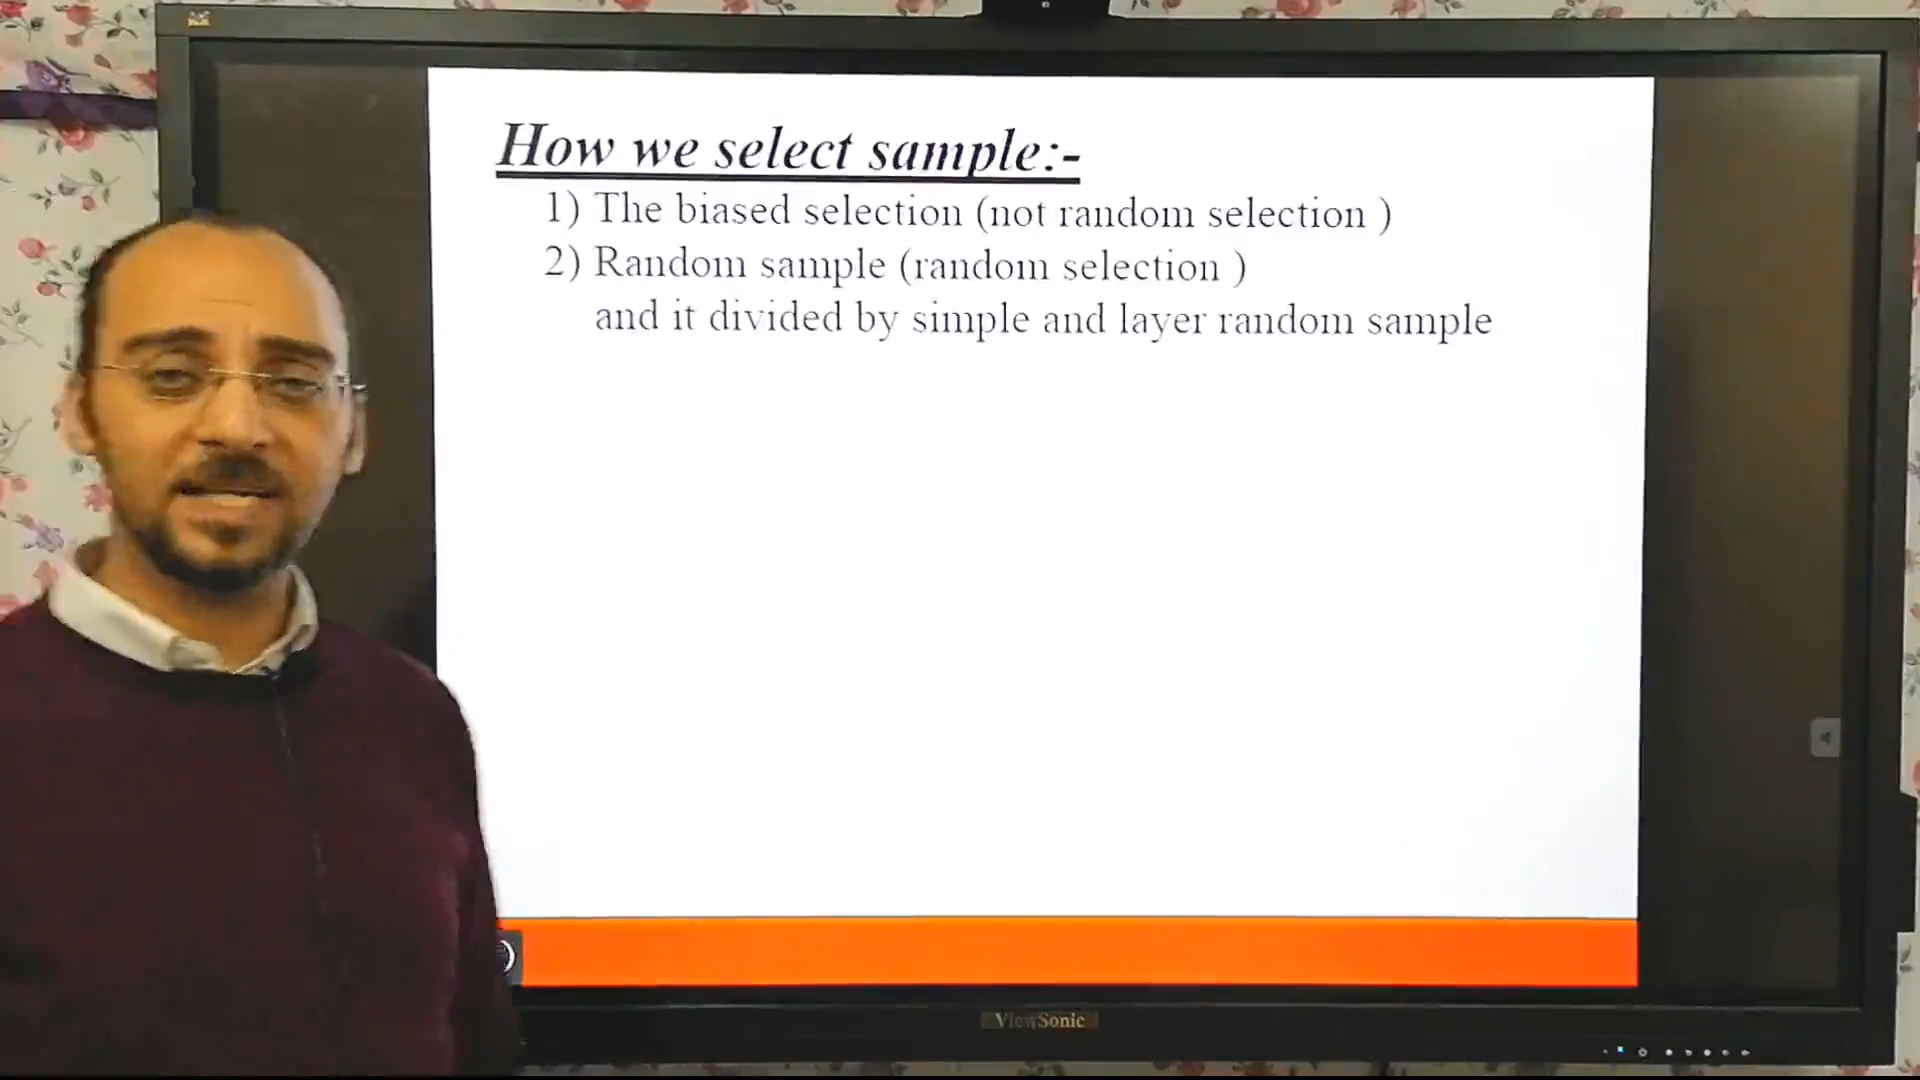 How we select sample:-
1) The biased selection (not random selection )
2) Random sample (random selection )
and it divided by simple and layer random sample
ViewSonic